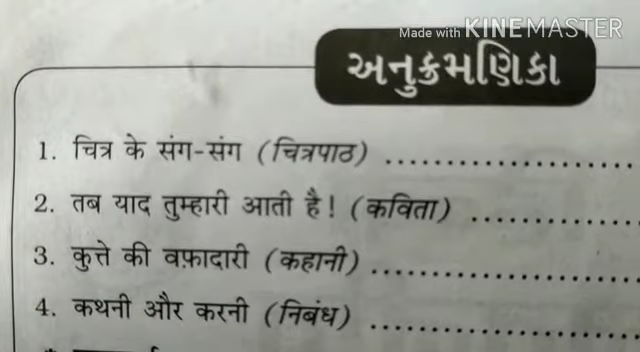 Made with KINEMASTER
અનુક્રમણિકા
1. चित्र के संग-संग (चित्रपाठ) ....................
2. तब याद तुम्हारी आती है! (कविता) .............
3. कुत्ते की वफ़ादारी (कहानी) .....................
4. कथनी और करनी (निबंध) .....................